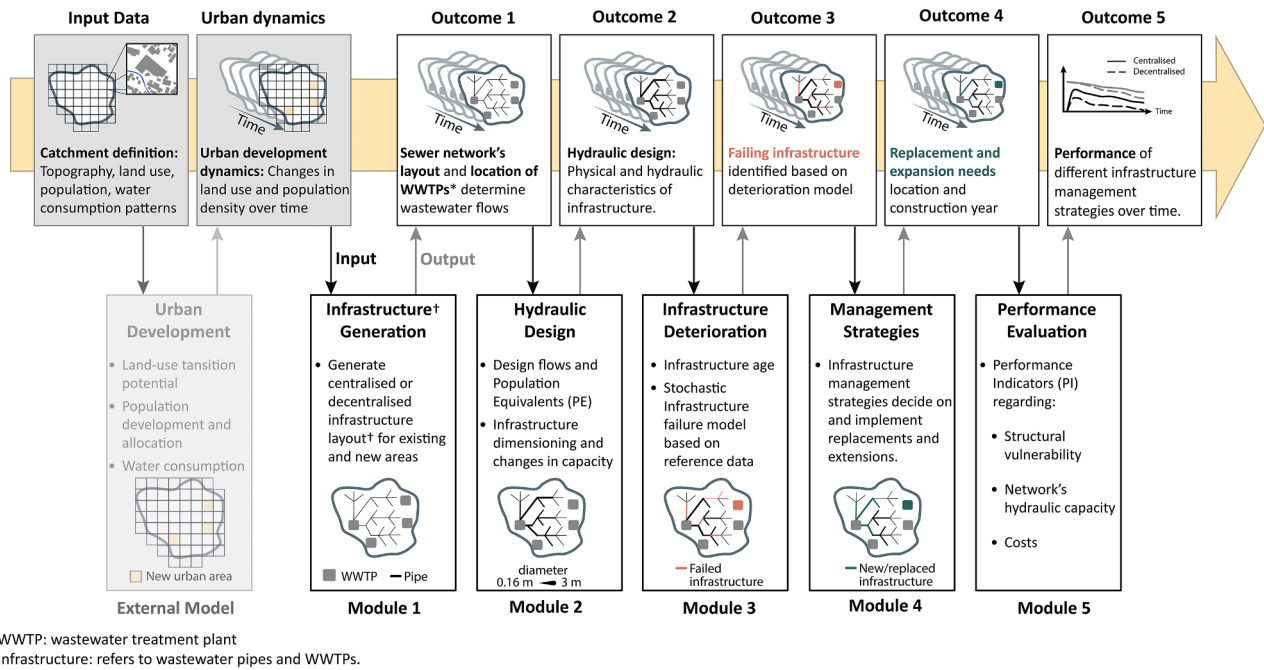 Input Data
Urban dynamics
Outcome 1
Outcome 2
Outcome 3
Outcome 4
Outcome 5
Catchment definition:
Topography, land use,
population, water
consumption patterns
Time
Urban development
dynamics: Changes in
land use and population
density over time
Time
Sewer network's
layout and location of
WWTPs* determine
wastewater flows
Time
Hydraulic design:
Physical and hydraulic
characteristics of
infrastructure.
Time
Failing infrastructure
identified based on
deterioration model
Time
Replacement and
expansion needs
location and
construction year
Centralised
Decentralised
Time
Performance of
different infrastructure
management
strategies over time.
Input
Output
Urban
Development
• Land-use tansition
potential
• Population
development and
allocation
• Water consumption
New urban area
External Model
Infrastructure†
Generation
• Generate
centralised or
decentralised
infrastructure
layout† for existing
and new areas
WWTP
Pipe
Module 1
Hydraulic
Design
• Design flows and
Population
Equivalents (PE)
• Infrastructure
dimensioning and
changes in capacity
diameter
0.16 m
3 m
Module 2
Infrastructure
Deterioration
• Infrastructure age
• Stochastic
Infrastructure
failure model
based on
reference data
Failed
infrastructure
Module 3
Management
Strategies
• Infrastructure
management
strategies decide on
and implement
replacements and
extensions.
New/replaced
infrastructure
Module 4
Performance
Evaluation
• Performance
Indicators (PI)
regarding:
• Structural
vulnerability
• Network's
hydraulic capacity
• Costs
Module 5
WWTP: wastewater treatment plant
nfrastructure: refers to wastewater pipes and WWTPs.